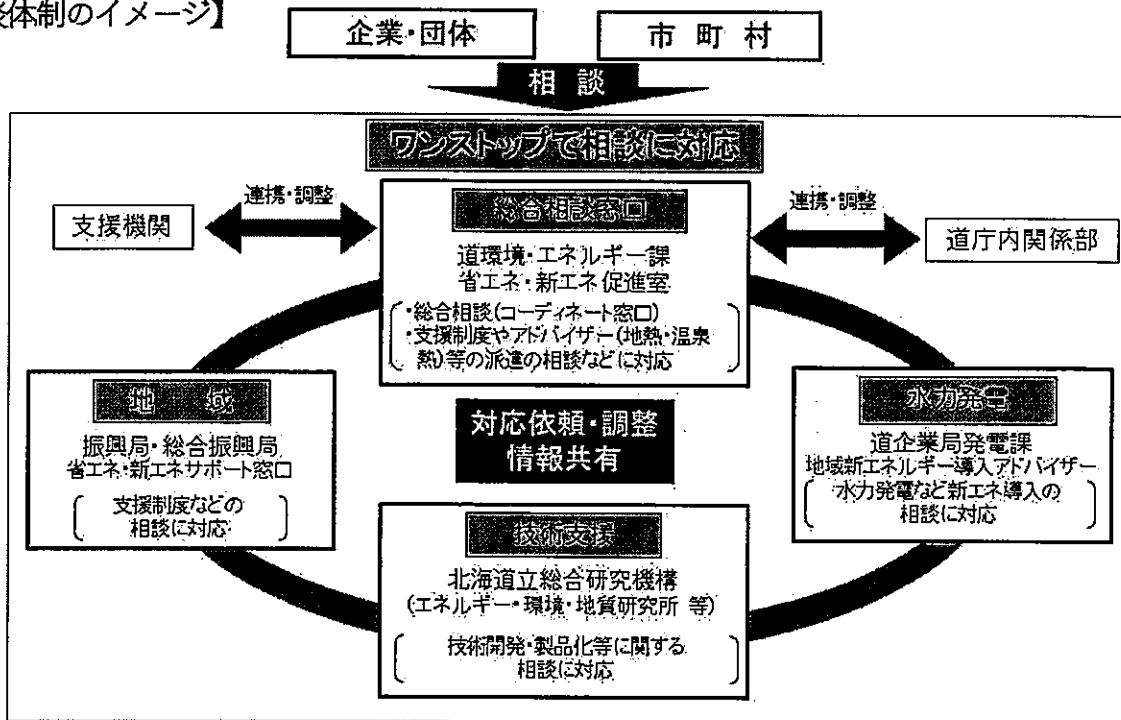 体制のイメージ】
企業・団体
市 町 村
相 談
ワンストップで相談に対応
連携・調整
連携・調整
支援機関
道庁内関係部
総合相談窓口
道環境・エネルギー課
省エネ・新エネ促進室
・総合相談(コーディネート窓口)
・支援制度やアドバイザー(地熱・温泉
熱)等の派遣の相談などに対応
地 域
振興局・総合振興局
省エネ・新エネサポート窓口
支援制度などの
相談に対応
対応依頼・調整
情報共有
水力発電
道企業局発電課
地域新エネルギー導入アドバイザー
水力発電など新エネ導入の
相談に対応
技術支援
北海道立総合研究機構
(エネルギー・環境・地質研究所 等)
技術開発・製品化等に関する
相談に対応